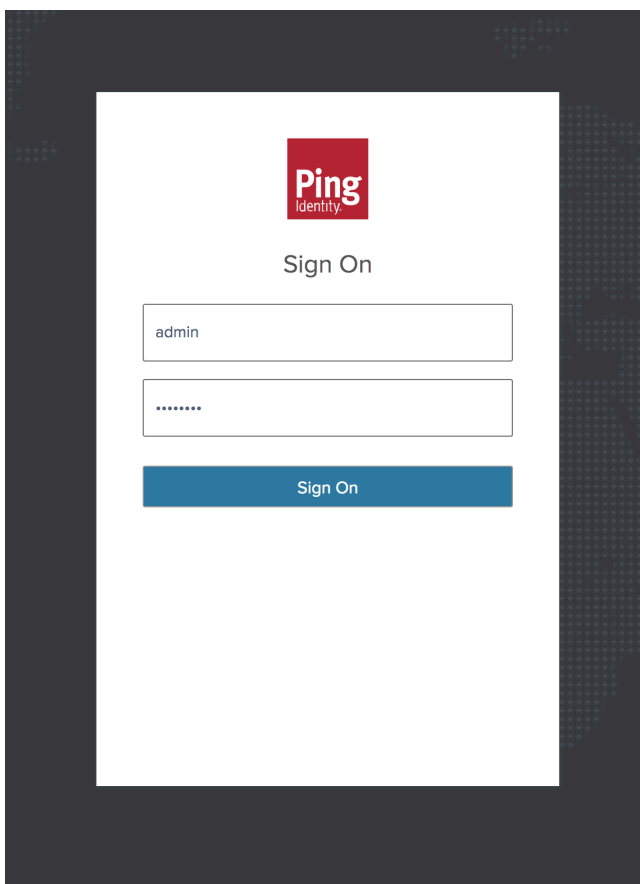 Ping
Identity.
Sign On
admin
••••••••
Sign On